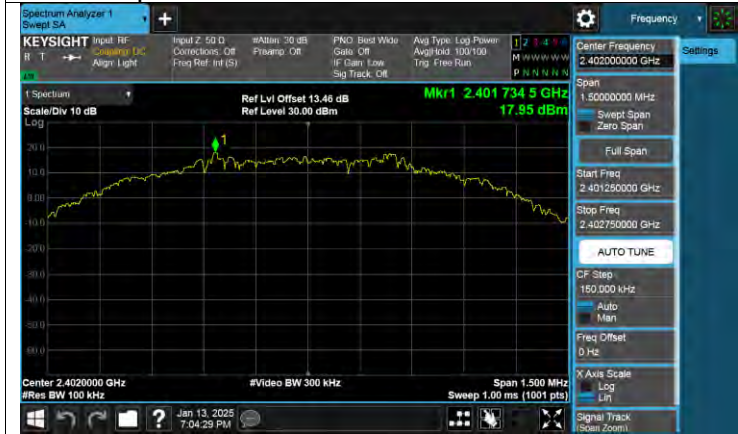 Spectrum Analyzer 1
Swept SA
+
Frequency
KEYSIGHT
R T
Input: RF
Coupling: DC
Align: Light
Input Z: 50 Ω
Corrections: Off
Freq Ref: Int (S)
#Atten: 30 dB
Preamp: Off
PNO: Best Wide
Gate: Off
IF Gain: Low
Sig Track: Off
Avg Type: Log-Power
Avg|Hold: 100/100
Trig: Free Run
1 2 3 4 5 6
M W W W W W
P N N N N N
1 Spectrum
Scale/Div 10 dB
Log
Ref Lvl Offset 13.46 dB
Ref Level 30.00 dBm
Mkr1 2.401 734 5 GHz
17.95 dBm
1
20.0
10.0
0.00
-10.0
-20.0
-30.0
-40.0
-50.0
-60.0
Center 2.4020000 GHz
#Res BW 100 kHz
#Video BW 300 kHz
Span 1.500 MHz
Sweep 1.00 ms (1001 pts)
Center Frequency
2.402000000 GHz
Settings
Span
1.50000000 MHz
Swept Span
Zero Span
Full Span
Start Freq
2.401250000 GHz
Stop Freq
2.402750000 GHz
AUTO TUNE
CF Step
150.000 kHz
Auto
Man
Freq Offset
0 Hz
X Axis Scale
Log
Lin
Signal Track
(Span Zoom)
?
Jan 13, 2025
7:04:29 PM